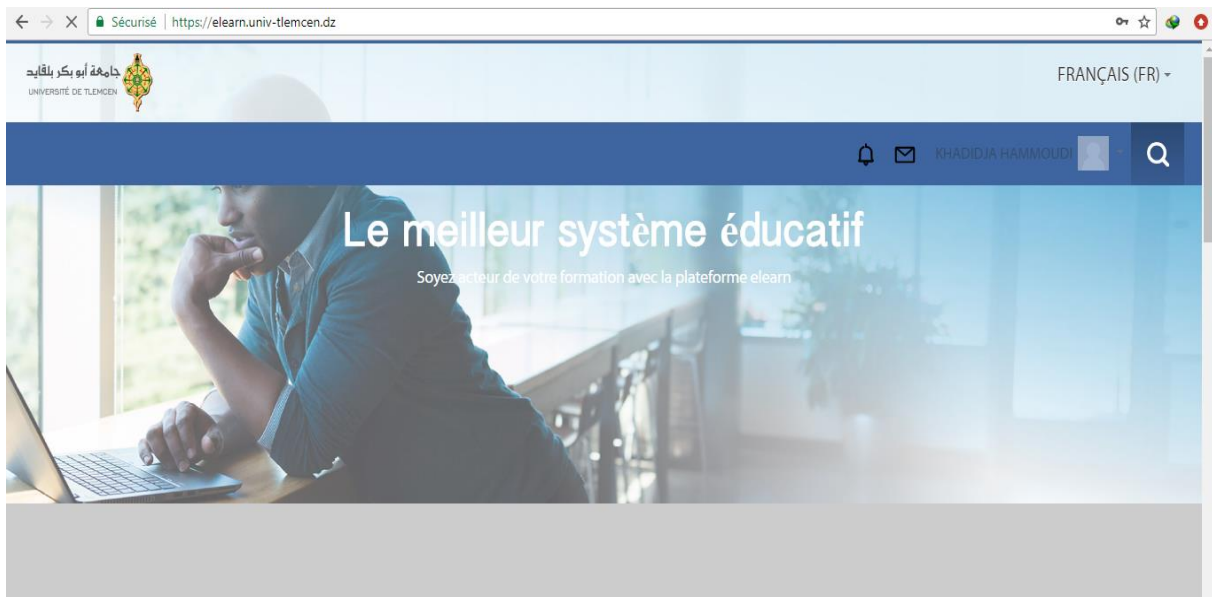 Sécurisé | https://elearn.univ-tlemcen.dz
جامعة أبو بكر بلقايد
UNIVERSITÉ DE TLEMCEN
FRANÇAIS (FR)
KHADIDJA HAMMOUDI
Le meilleur système éducatif
Soyez acteur de votre formation avec la plateforme elearn